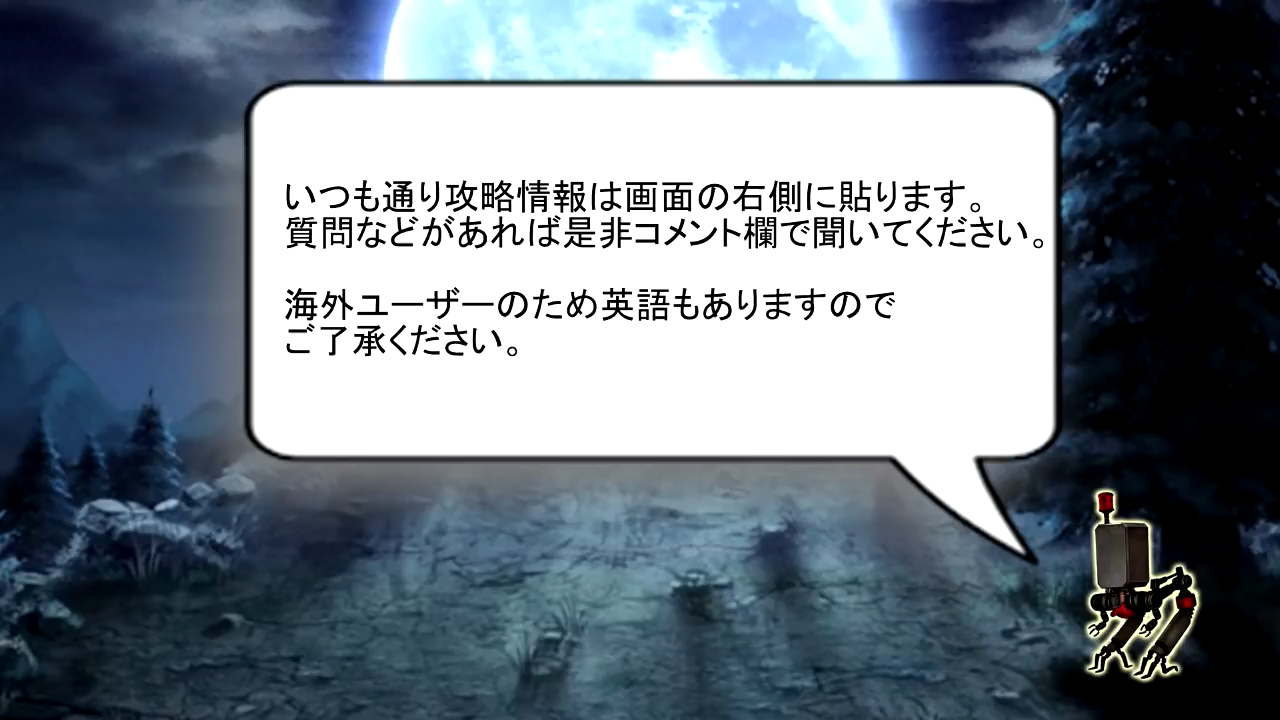 いつも通り攻略情報は画面の右側に貼ります。
質問などがあれば是非コメント欄で聞いてください。
海外ユーザーのため英語もありますので
ご了承ください。